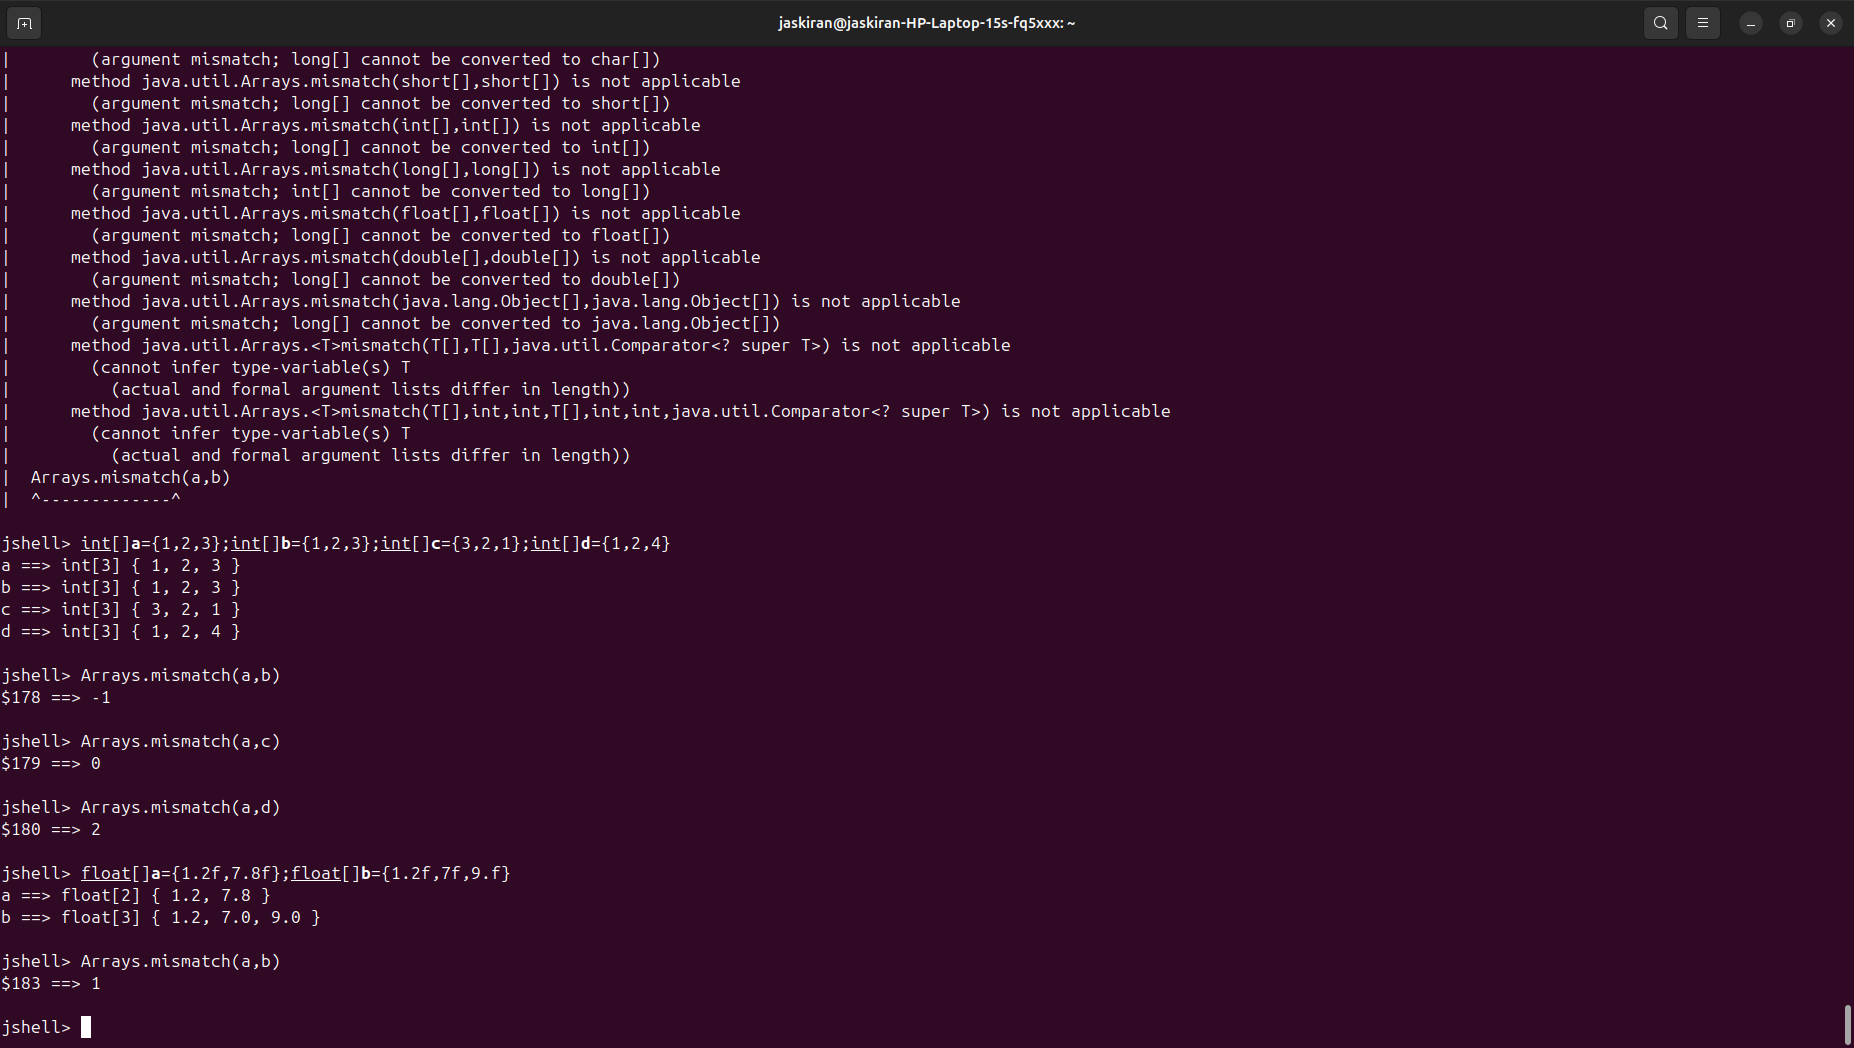 jaskiran@jaskiran-HP-Laptop-15s-fq5xxx: ~
|        (argument mismatch; long[] cannot be converted to char[])
|      method java.util.Arrays.mismatch(short[],short[]) is not applicable
|        (argument mismatch; long[] cannot be converted to short[])
|      method java.util.Arrays.mismatch(int[],int[]) is not applicable
|        (argument mismatch; long[] cannot be converted to int[])
|      method java.util.Arrays.mismatch(long[],long[]) is not applicable
|        (argument mismatch; int[] cannot be converted to long[])
|      method java.util.Arrays.mismatch(float[],float[]) is not applicable
|        (argument mismatch; long[] cannot be converted to float[])
|      method java.util.Arrays.mismatch(double[],double[]) is not applicable
|        (argument mismatch; long[] cannot be converted to double[])
|      method java.util.Arrays.mismatch(java.lang.Object[],java.lang.Object[]) is not applicable
|        (argument mismatch; long[] cannot be converted to java.lang.Object[])
|      method java.util.Arrays.<T>mismatch(T[],T[],java.util.Comparator<? super T>) is not applicable
|        (cannot infer type-variable(s) T
|          (actual and formal argument lists differ in length))
|      method java.util.Arrays.<T>mismatch(T[],int,int,T[],int,int,java.util.Comparator<? super T>) is not applicable
|        (cannot infer type-variable(s) T
|          (actual and formal argument lists differ in length))
|  Arrays.mismatch(a,b)
|  ^-------------^
jshell> int[]a={1,2,3};int[]b={1,2,3};int[]c={3,2,1};int[]d={1,2,4}
a ==> int[3] { 1, 2, 3 }
b ==> int[3] { 1, 2, 3 }
c ==> int[3] { 3, 2, 1 }
d ==> int[3] { 1, 2, 4 }
jshell> Arrays.mismatch(a,b)
$178 ==> -1
jshell> Arrays.mismatch(a,c)
$179 ==> 0
jshell> Arrays.mismatch(a,d)
$180 ==> 2
jshell> float[]a={1.2f,7.8f};float[]b={1.2f,7f,9.f}
a ==> float[2] { 1.2, 7.8 }
b ==> float[3] { 1.2, 7.0, 9.0 }
jshell> Arrays.mismatch(a,b)
$183 ==> 1
jshell>